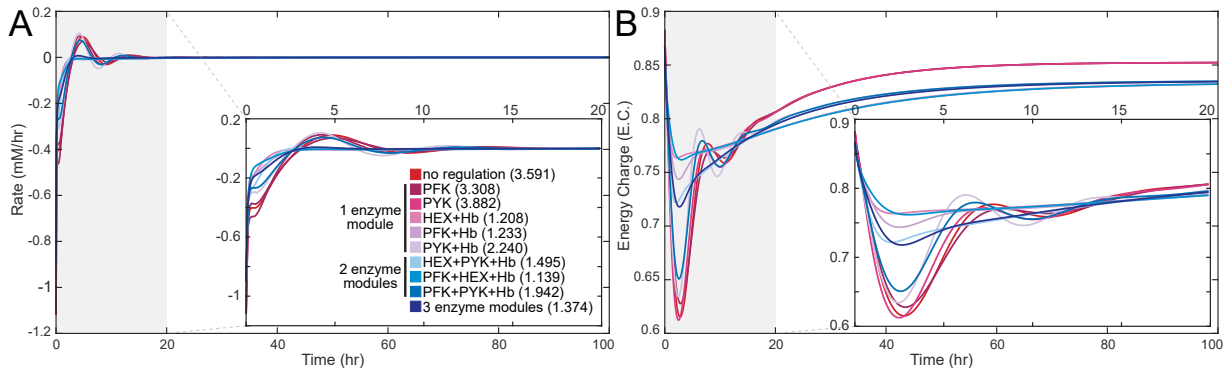 A
0.2
0
-0.2
-0.4
-0.6
-0.8
-1
-1.2
Rate (mM/hr)
0 20 40 60 80 100
Time (hr)
0 5 10 15 20
0.2
-0.2
-0.6
-1
no regulation (3.591)
1 enzyme module
PFK (3.308)
PYK (3.882)
HEX+Hb (1.208)
PFK+Hb (1.233)
PYK+Hb (2.240)
2 enzyme modules
HEX+PYK+Hb (1.495)
PFK+HEX+Hb (1.139)
PFK+PYK+Hb (1.942)
3 enzyme modules (1.374)
B
0.85
0.8
0.75
0.7
0.65
0.6
Energy Charge (E.C.)
0 20 40 60 80 100
Time (hr)
0 5 10 15 20
0.9
0.8
0.7
0.6